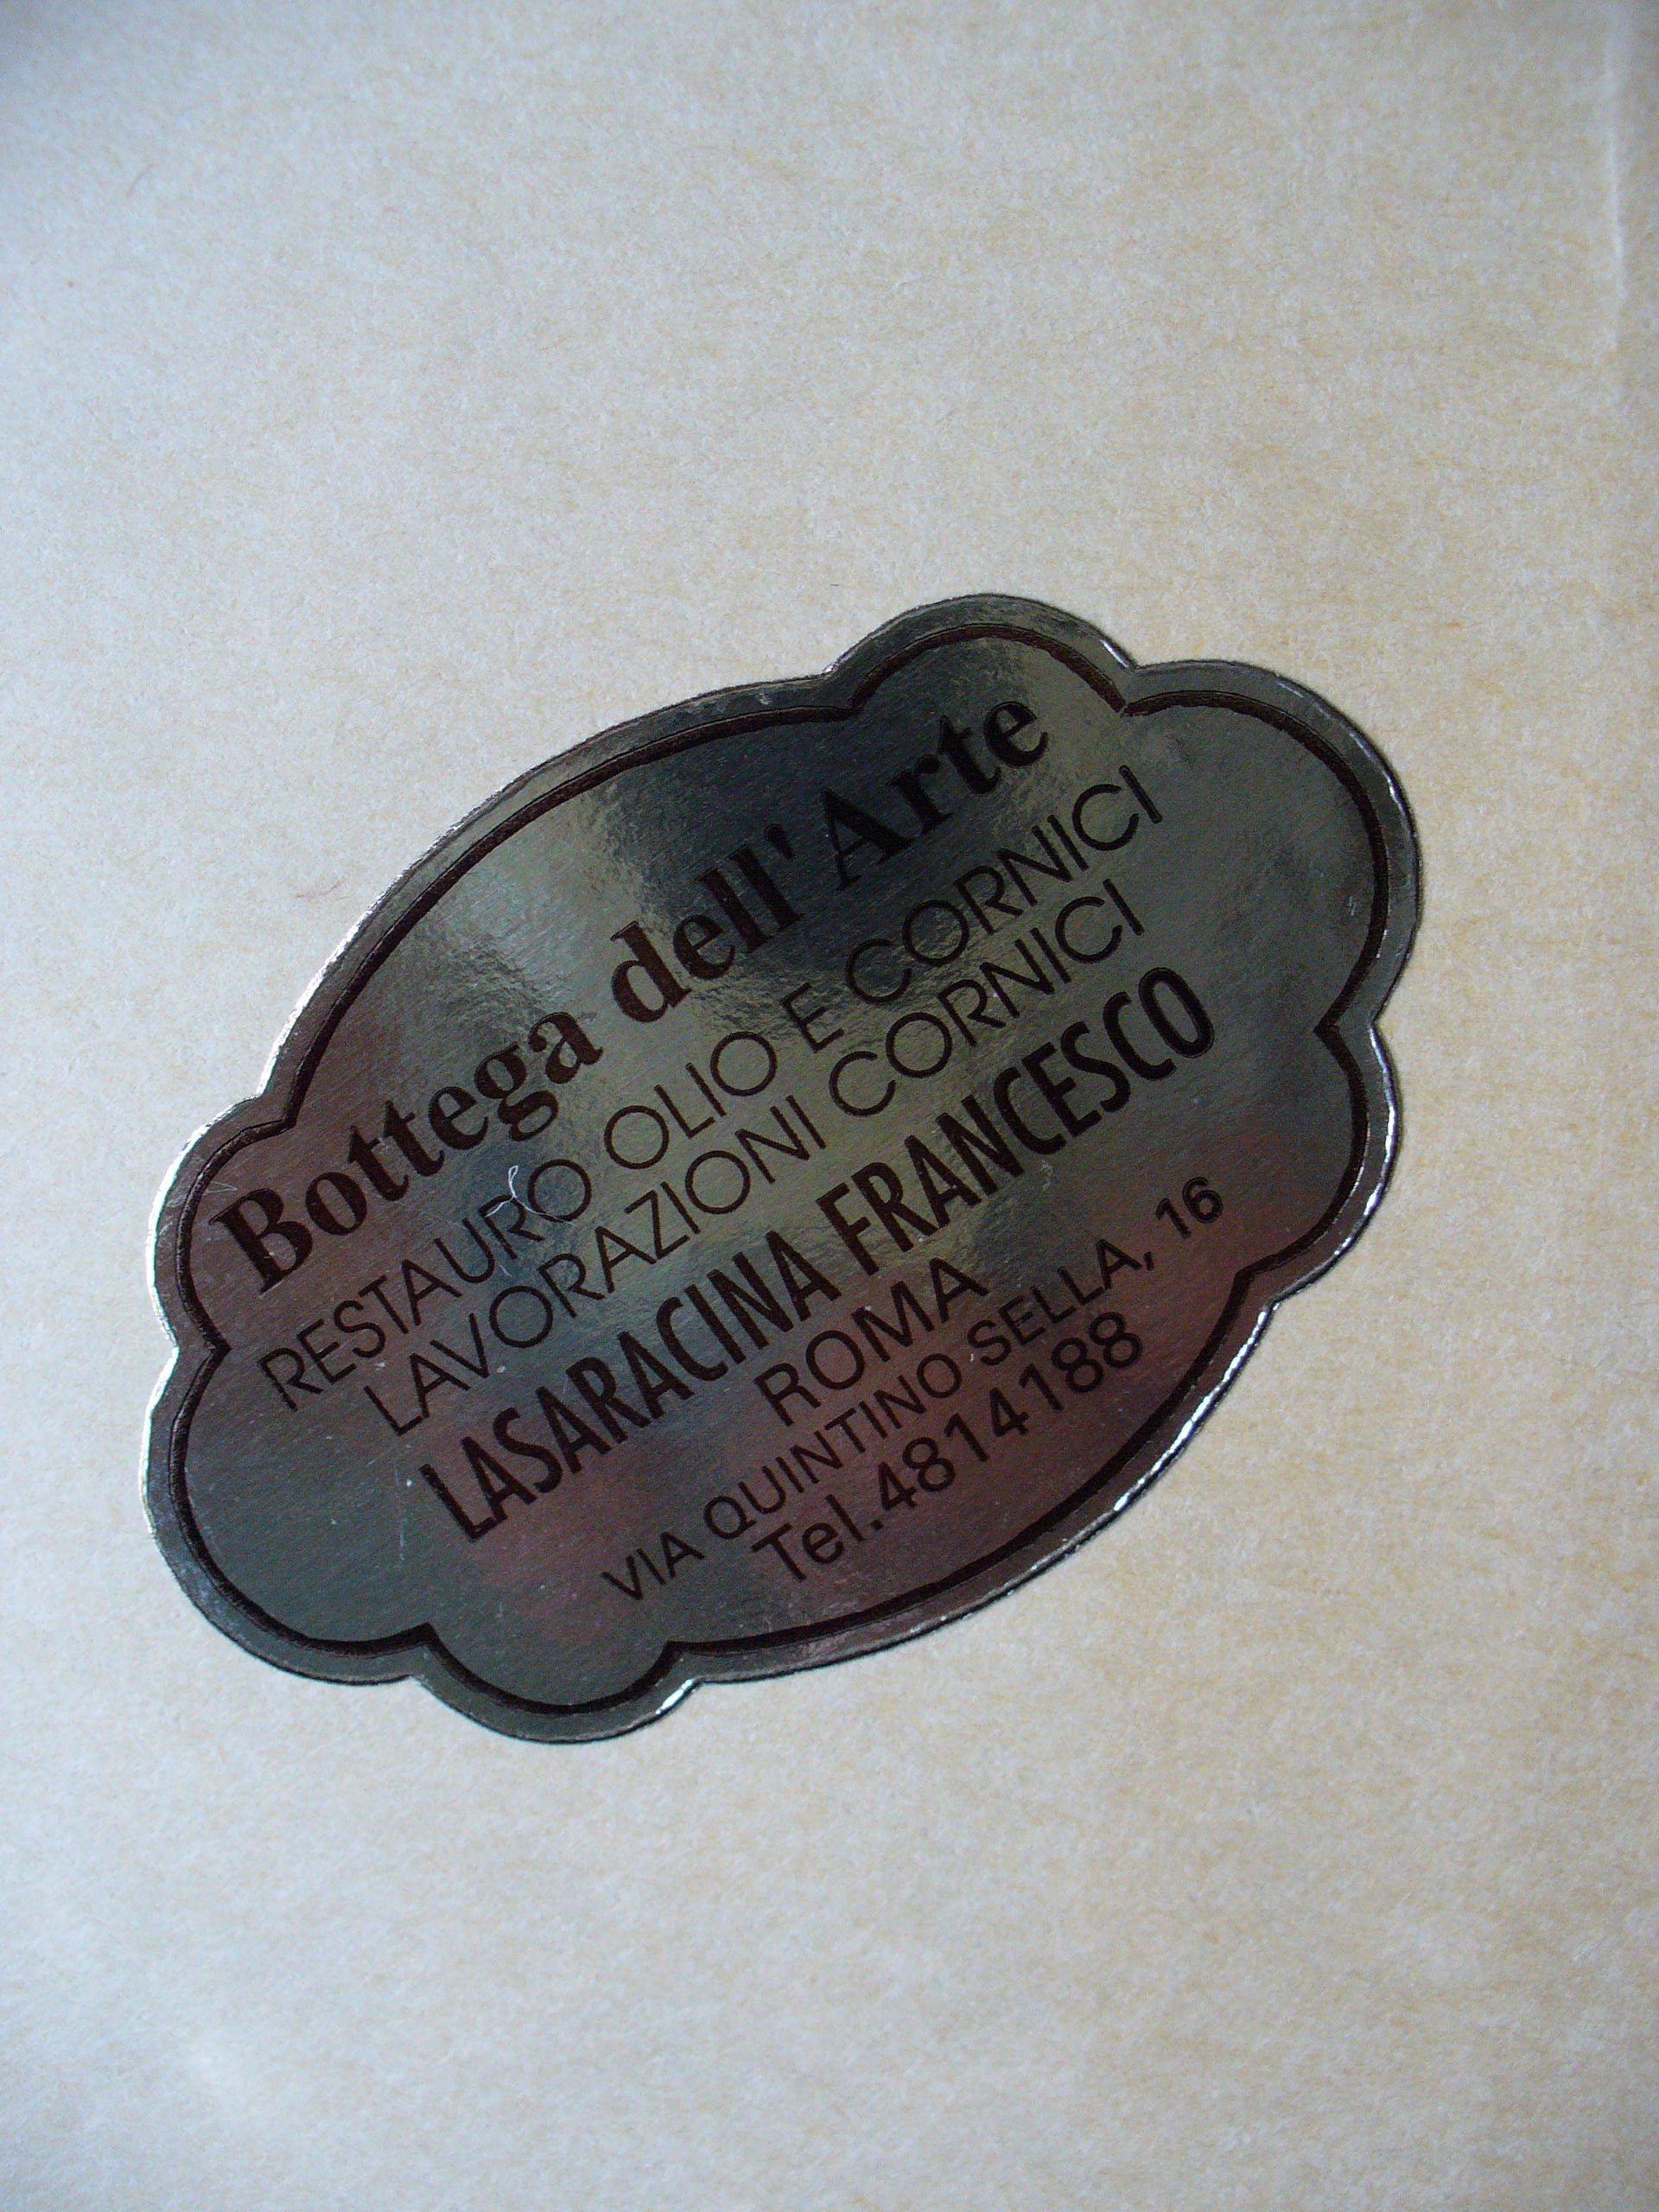 Bottega dell'Arte
RESTAURO OLIO E CORNICI
LAVORAZIONI CORNICI
LASARACINA FRANCESCO
ROMA
VIA QUINTINO SELLA, 16
Tel.4814188